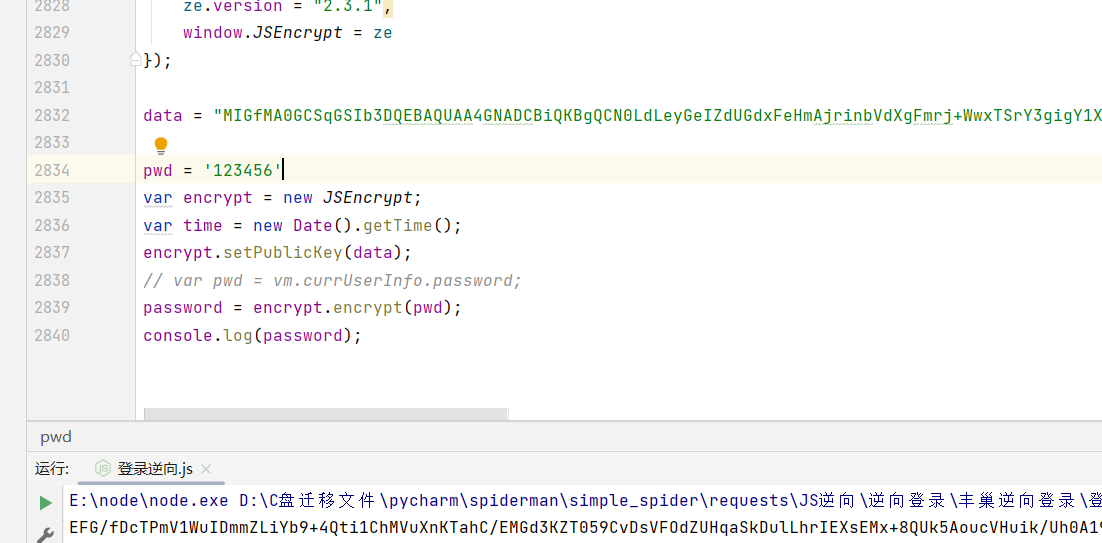 2828 ze.version = "2.3.1",
2829 window.JSEncrypt = ze
2830 });
2831
2832 data = "MIGfMA0GCSqGSIb3DQEBAQUAA4GNADCBiQKBgQCN0LdLeyGeIZdUGdxFeHmAjrinbVdXgFmrj+WwxTSrY3gigY1X
2833
2834 pwd = '123456'
2835 var encrypt = new JSEncrypt;
2836 var time = new Date().getTime();
2837 encrypt.setPublicKey(data);
2838 // var pwd = vm.currUserInfo.password;
2839 password = encrypt.encrypt(pwd);
2840 console.log(password);
pwd
运行: JS 登录逆向.js ×
E:\node\node.exe D:\C盘迁移文件\pycharm\spiderman\simple_spider\requests\JS逆向\逆向登录\丰巢逆向登录\登
EFG/fDcTPmV1WuIDmmZLiYb9+4Qti1ChMVuXnKTahC/EMGd3KZT059CvDsVFOdZUHqaSkDulLhrIEXsEMx+8QUk5AoucVHuik/Uh0A19